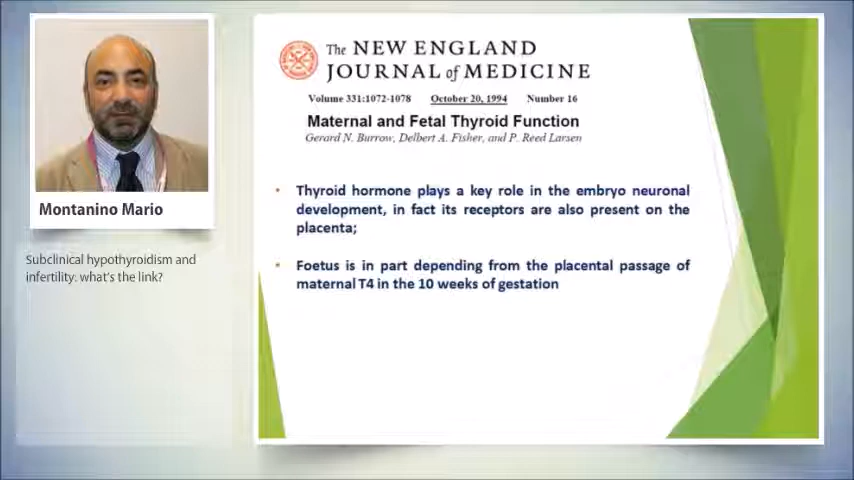 Montanino Mario
Subclinical hypothyroidism and
infertility: what's the link?
The NEW ENGLAND
JOURNAL of MEDICINE
Volume 331:1072-1078 October 20, 1994 Number 16
Maternal and Fetal Thyroid Function
Gerard N. Burrow, Delbert A. Fisher, and P. Reed Larsen
• Thyroid hormone plays a key role in the embryo neuronal
development, in fact its receptors are also present on the
placenta;
• Foetus is in part depending from the placental passage of
maternal T4 in the 10 weeks of gestation